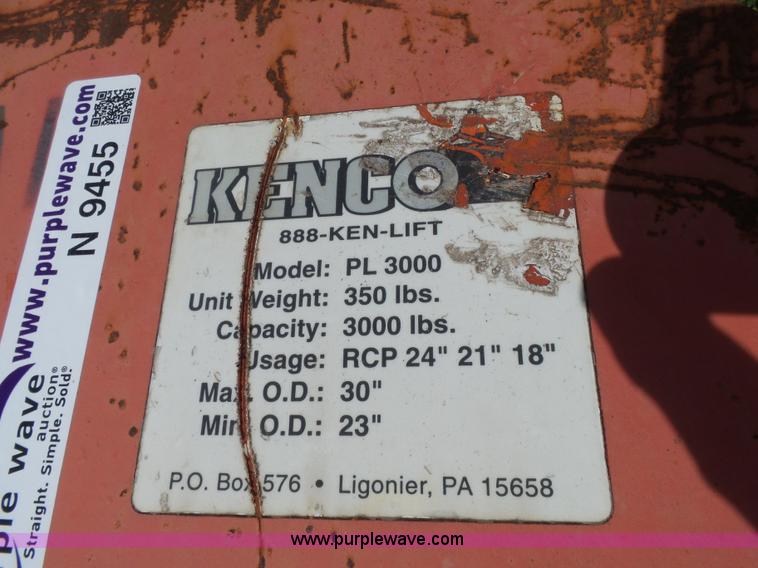 KENCO
888-KEN-LIFT
Model: PL 3000
Unit Weight: 350 lbs.
Capacity: 3000 lbs.
Usage: RCP 24" 21" 18"
Max. O.D.: 30"
Min. O.D.: 23"
P.O. Box 576 • Ligonier, PA 15658
N 9455
www.purplewave.com
ple wave
auction®
Straight. Simple. Sold®
www.purplewave.com